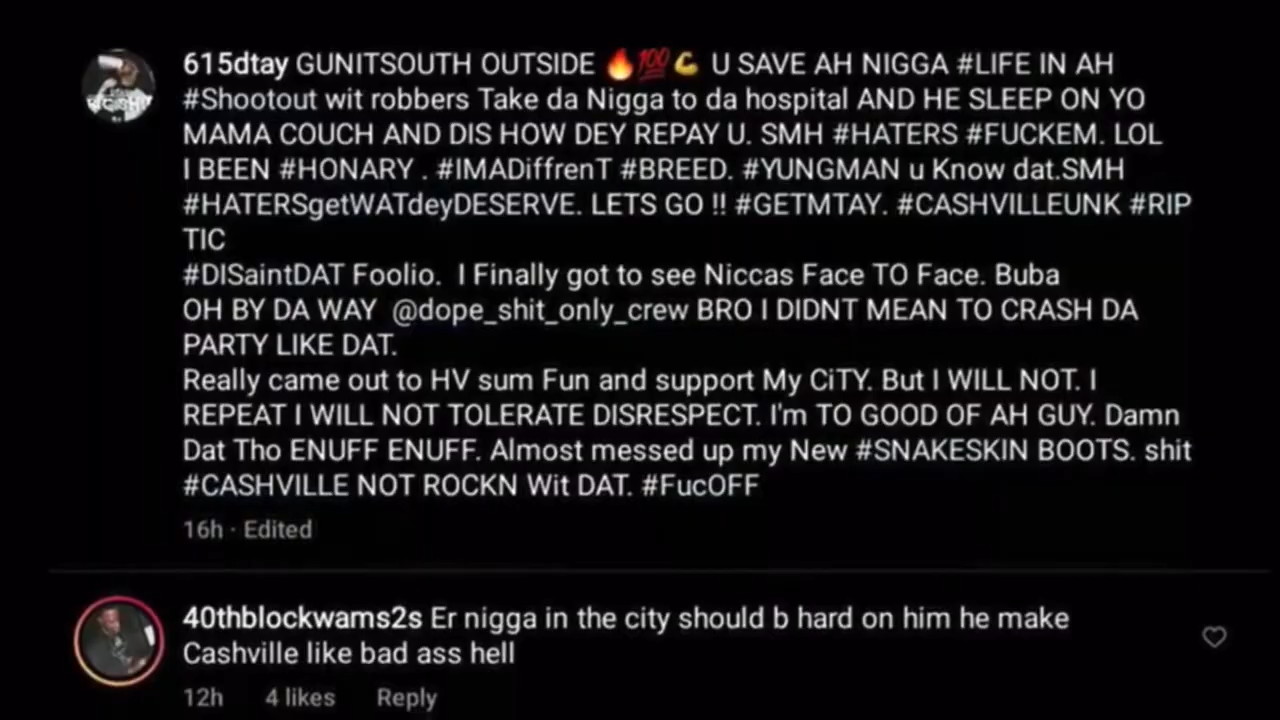 615dtay GUNITSOUTH OUTSIDE 🔥💯💪 U SAVE AH NIGGA #LIFE IN AH
#Shootout wit robbers Take da Nigga to da hospital AND HE SLEEP ON YO
MAMA COUCH AND DIS HOW DEY REPAY U. SMH #HATERS #FUCKEM. LOL
I BEEN #HONARY . #IMADiffrenT #BREED. #YUNGMAN u Know dat.SMH
#HATERSgetWATdeyDESERVE. LETS GO !! #GETMTAY. #CASHVILLEUNK #RIP
TIC
#DISaintDAT Foolio.  I Finally got to see Niccas Face TO Face. Buba
OH BY DA WAY  @dope_shit_only_crew BRO I DIDNT MEAN TO CRASH DA
PARTY LIKE DAT.
Really came out to HV sum Fun and support My CiTY. But I WILL NOT. I
REPEAT I WILL NOT TOLERATE DISRESPECT. I'm TO GOOD OF AH GUY. Damn
Dat Tho ENUFF ENUFF. Almost messed up my New #SNAKESKIN BOOTS. shit
#CASHVILLE NOT ROCKN Wit DAT. #FucOFF
16h · Edited
40thblockwams2s Er nigga in the city should b hard on him he make
Cashville like bad ass hell
12h 4 likes Reply